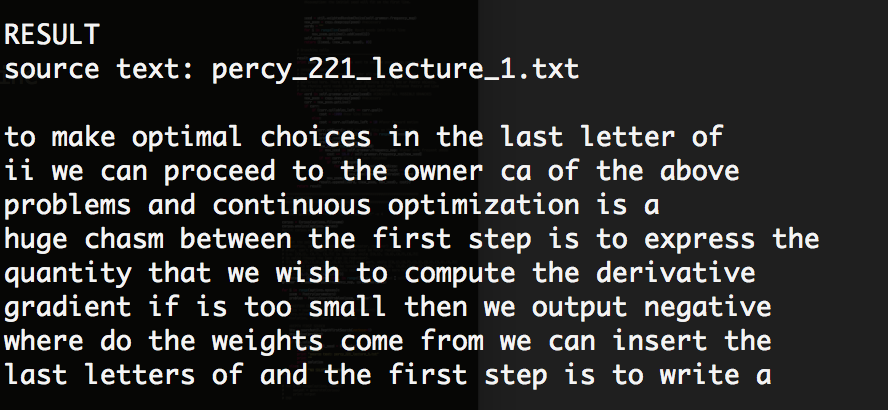 RESULT
source text: percy_221_lecture_1.txt
to make optimal choices in the last letter of
ii we can proceed to the owner ca of the above
problems and continuous optimization is a
huge chasm between the first step is to express the
quantity that we wish to compute the derivative
gradient if is too small then we output negative
where do the weights come from we can insert the
last letters of and the first step is to write a